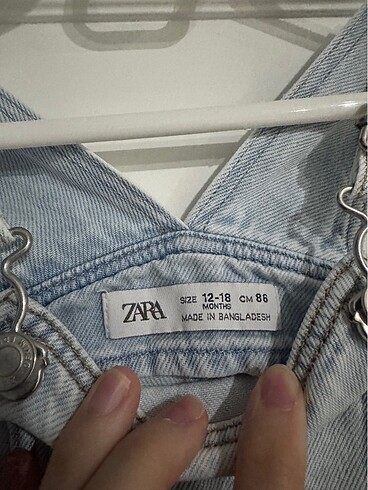 ZARA
SIZE 12-18 CM 86
MONTHS
MADE IN BANGLADESH